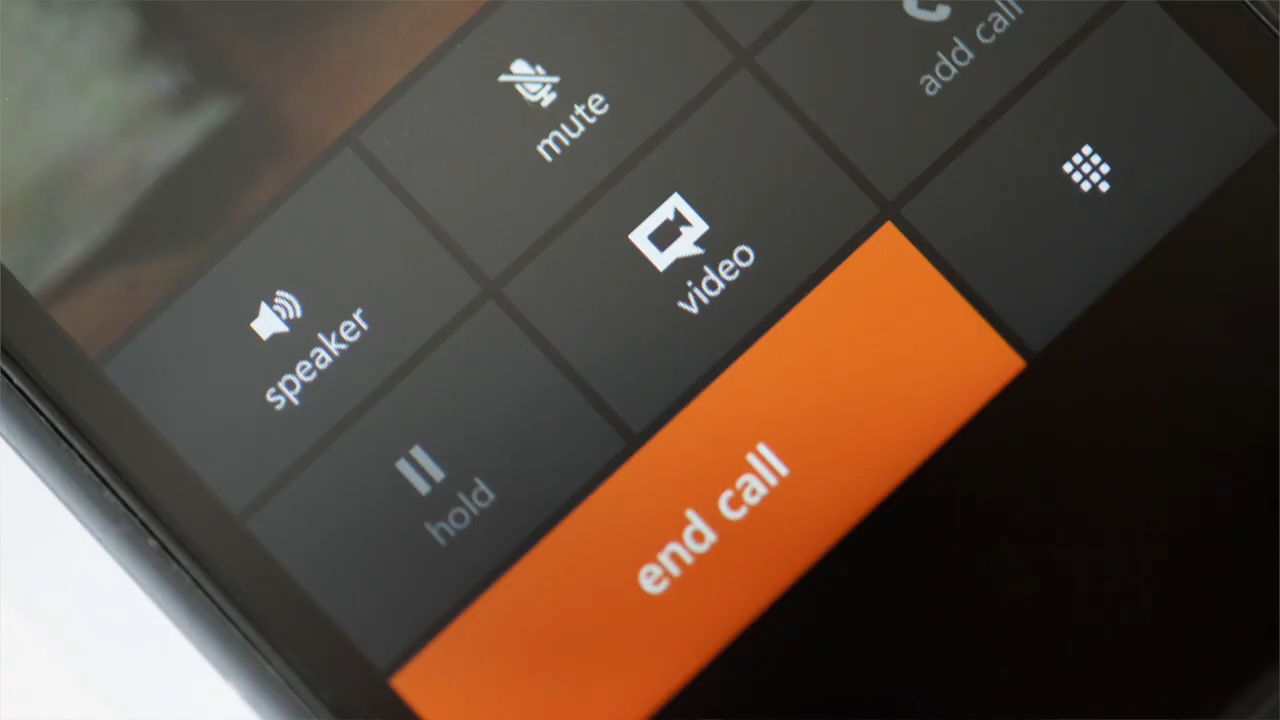 speaker
mute
add call
hold
video
end call